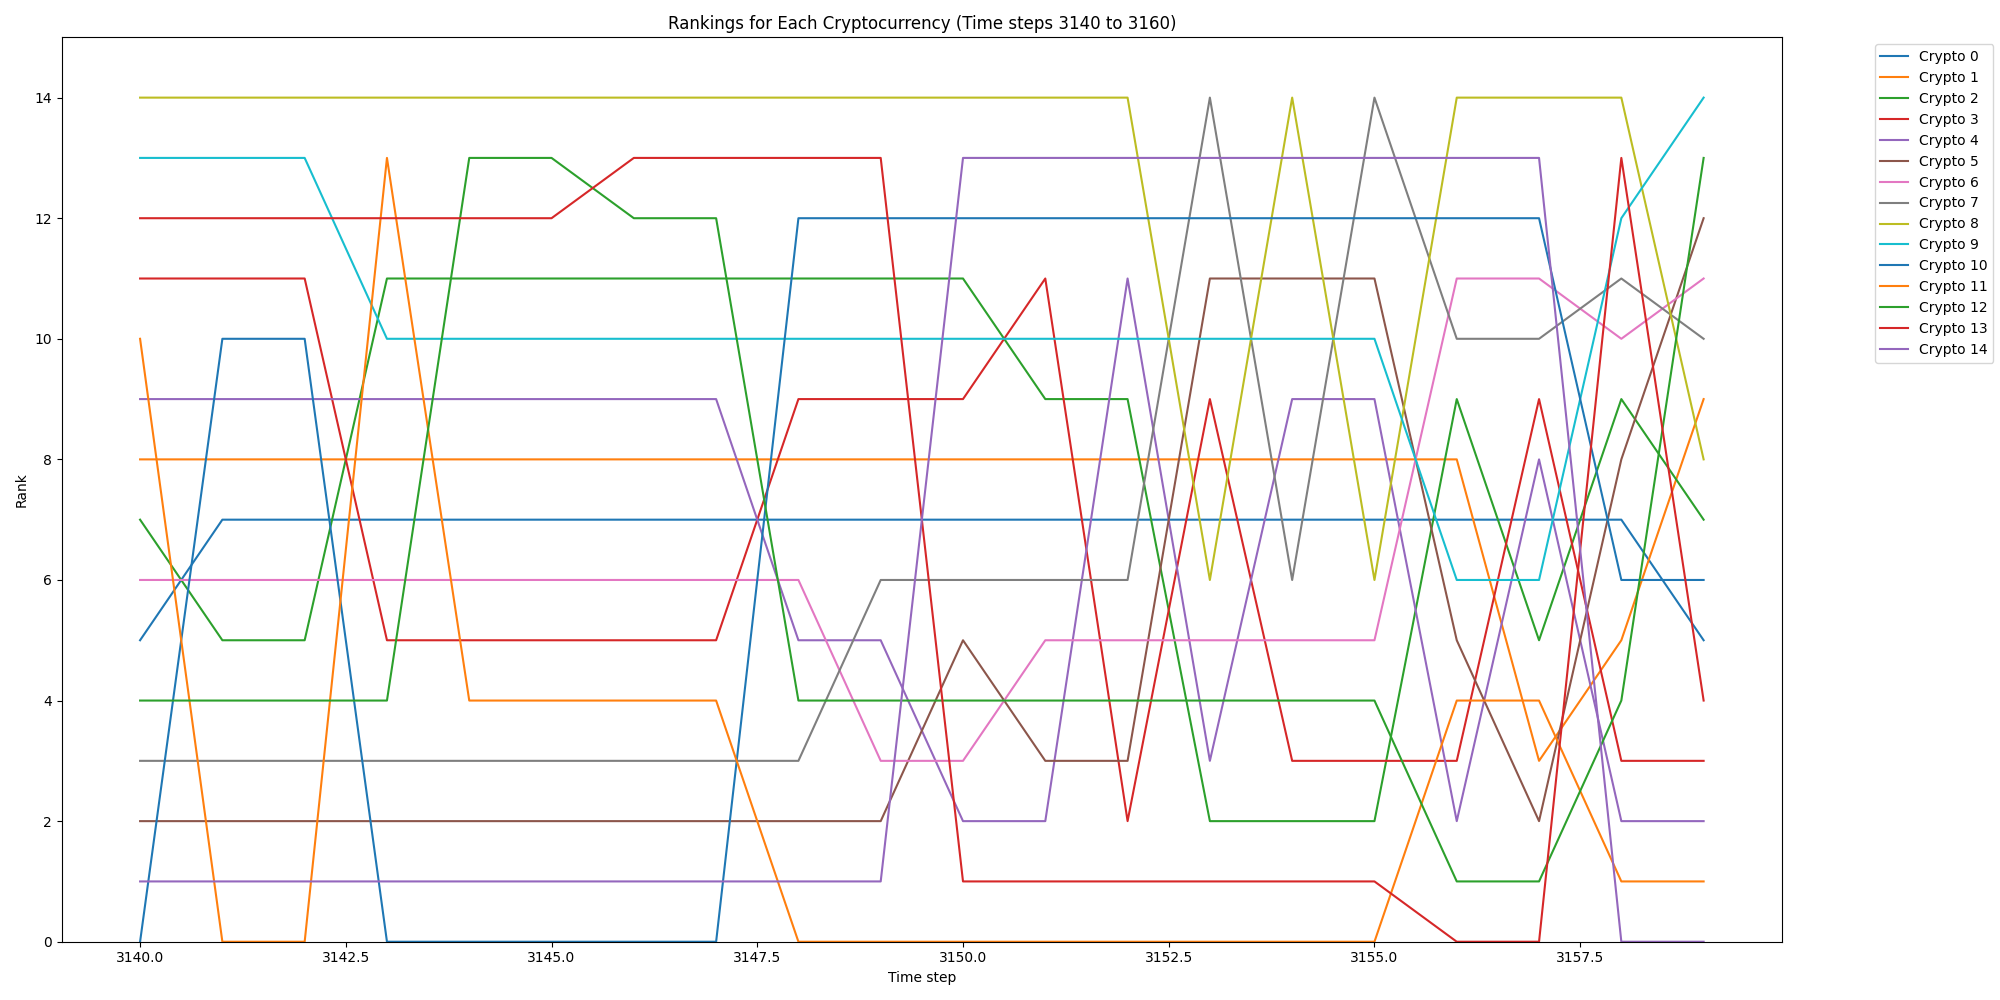 Rankings for Each Cryptocurrency (Time steps 3140 to 3160)
Crypto 0
Crypto 1
Crypto 2
Crypto 3
Crypto 4
Crypto 5
Crypto 6
Crypto 7
Crypto 8
Crypto 9
Crypto 10
Crypto 11
Crypto 12
Crypto 13
Crypto 14
Rank
14
12
10
8
6
4
2
0
3140.0 3142.5 3145.0 3147.5 3150.0 3152.5 3155.0 3157.5
Time step